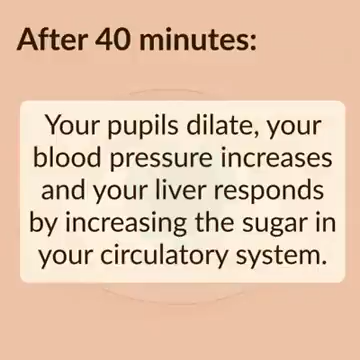 After 40 minutes:
Your pupils dilate, your
blood pressure increases
and your liver responds
by increasing the sugar in
your circulatory system.